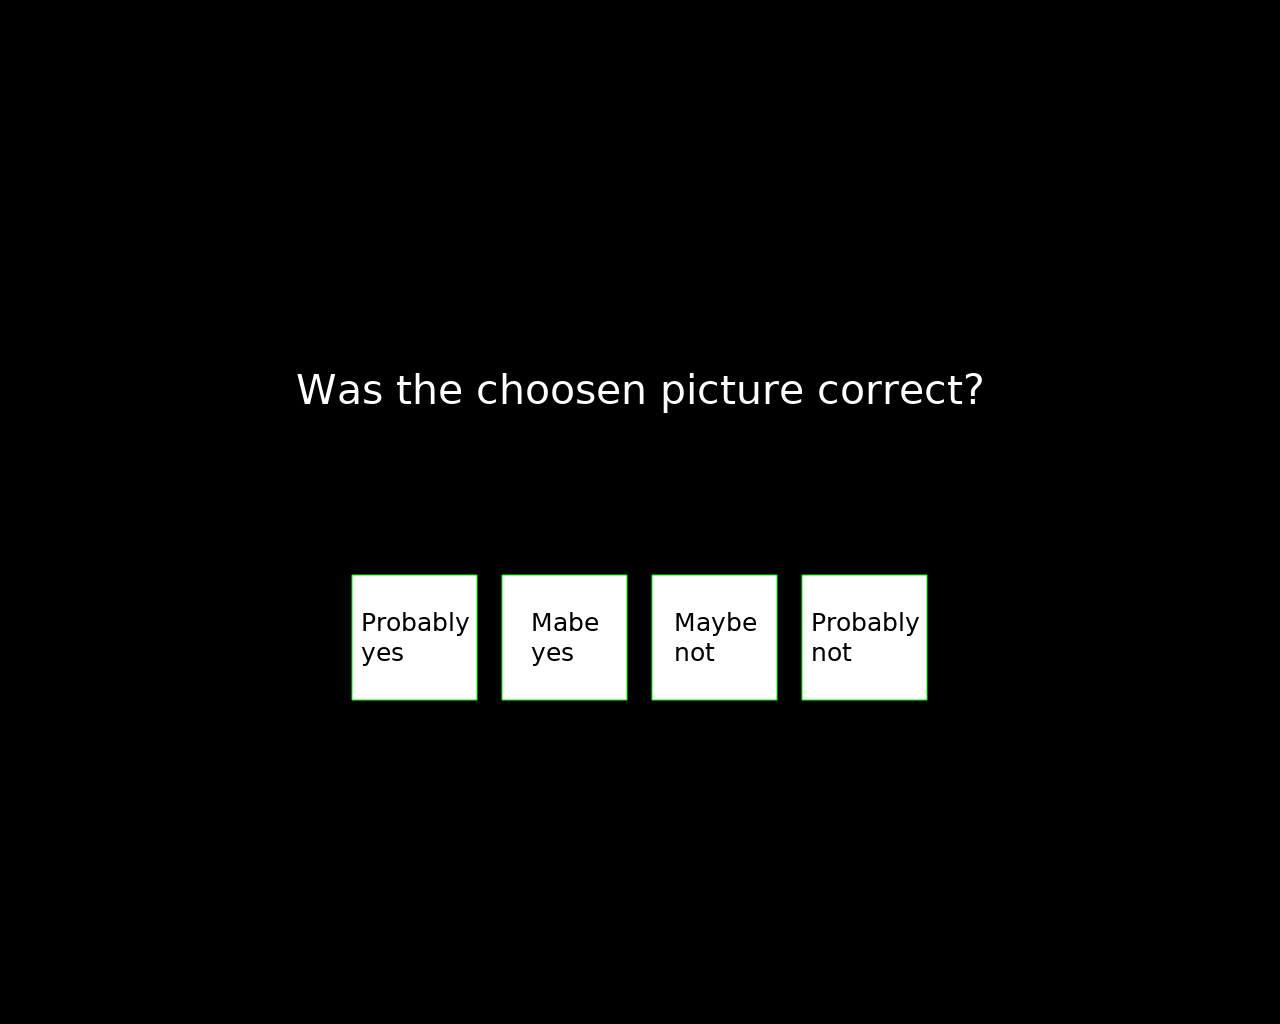 Was the choosen picture correct?
Probably
yes
Mabe
yes
Maybe
not
Probably
not